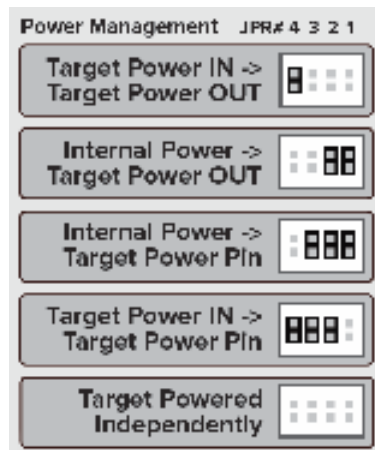 Power Management JPR# 4 3 2 1
Target Power IN ->
Target Power OUT
Internal Power ->
Target Power OUT
Internal Power ->
Target Power Pin
Target Power IN ->
Target Power Pin
Target Powered
Independently